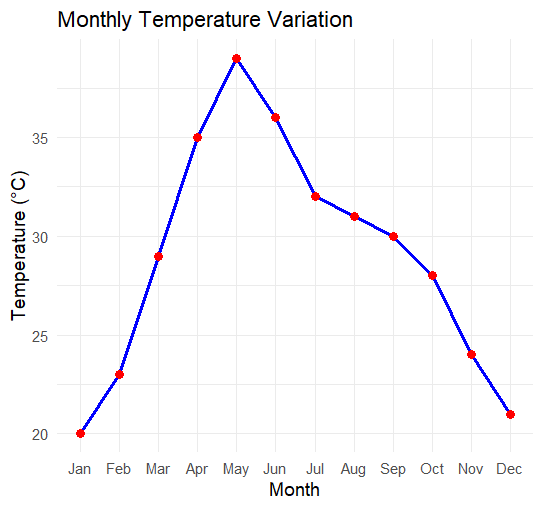 Monthly Temperature Variation
Temperature (°C)
35
30
25
20
Jan Feb Mar Apr May Jun Jul Aug Sep Oct Nov Dec
Month